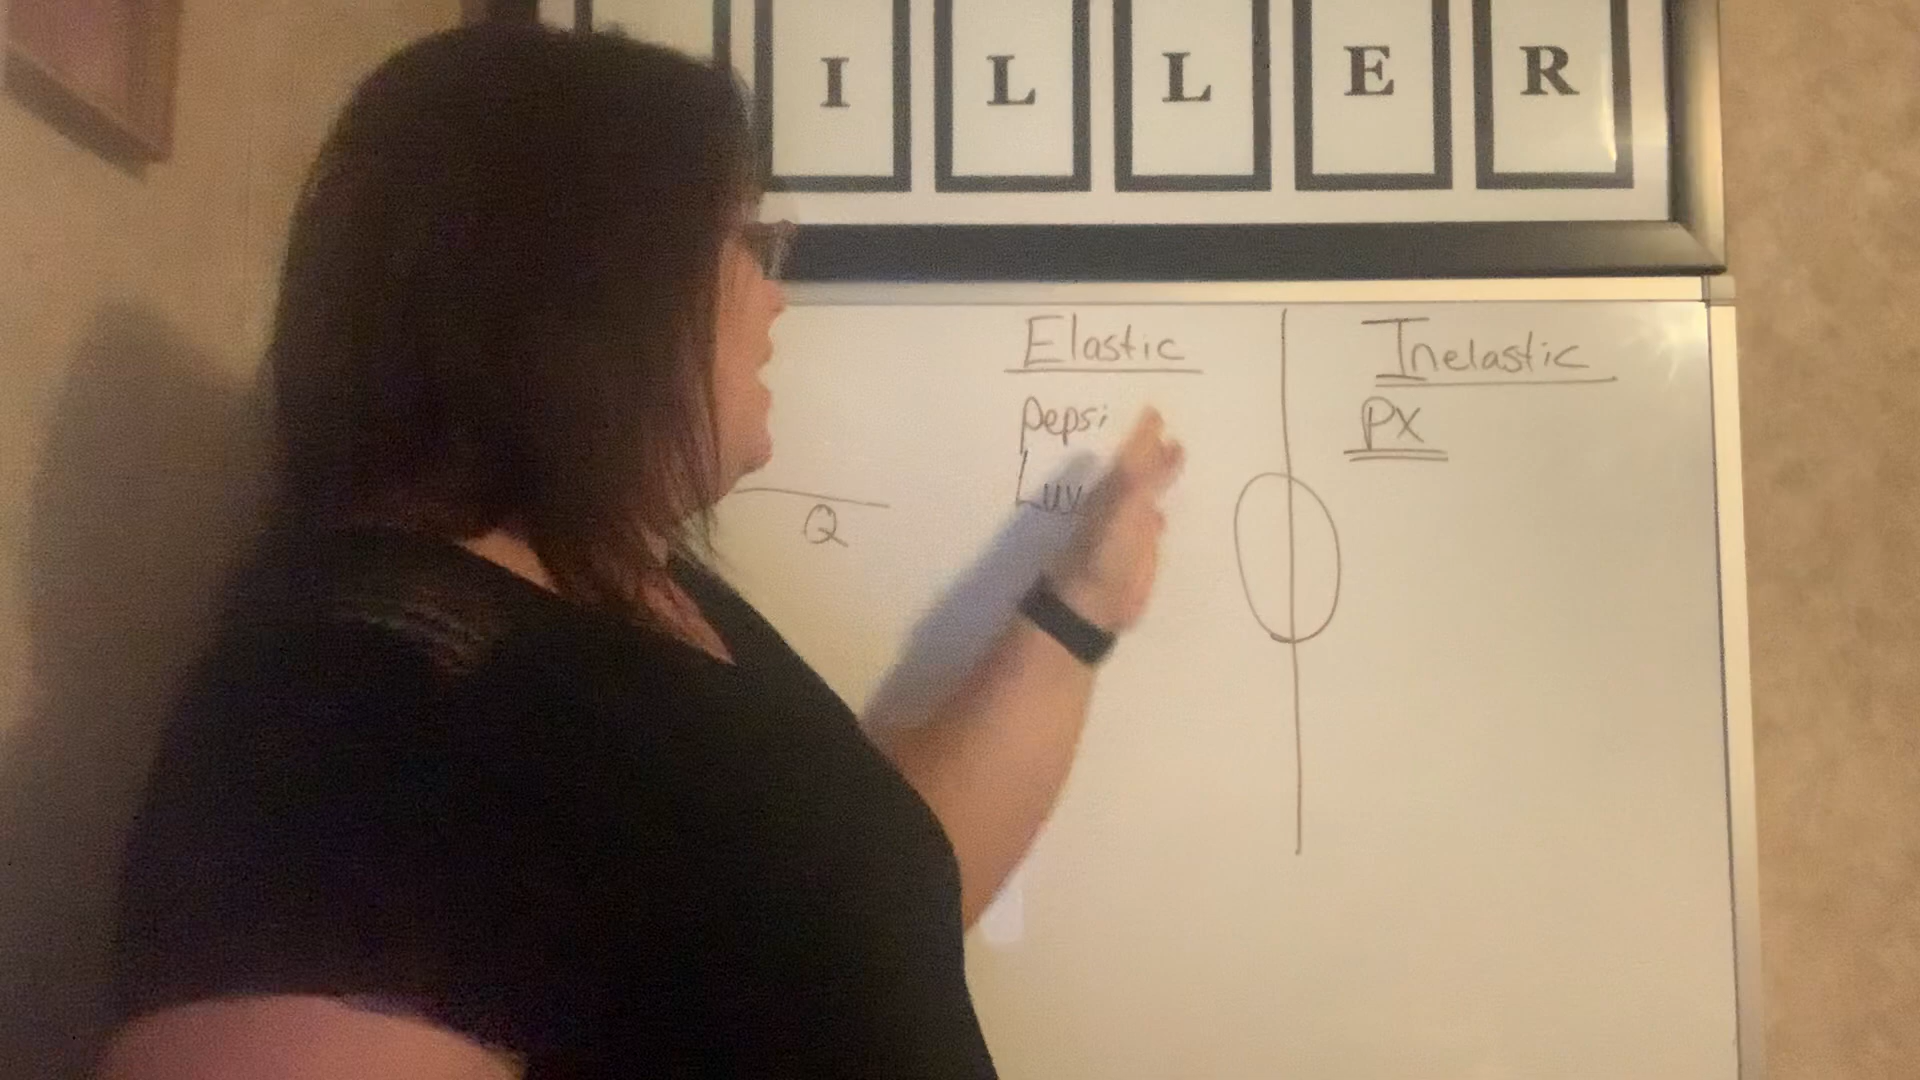 I L L E R
Elastic
Inelastic
Pepsi
PX
Luv
Q